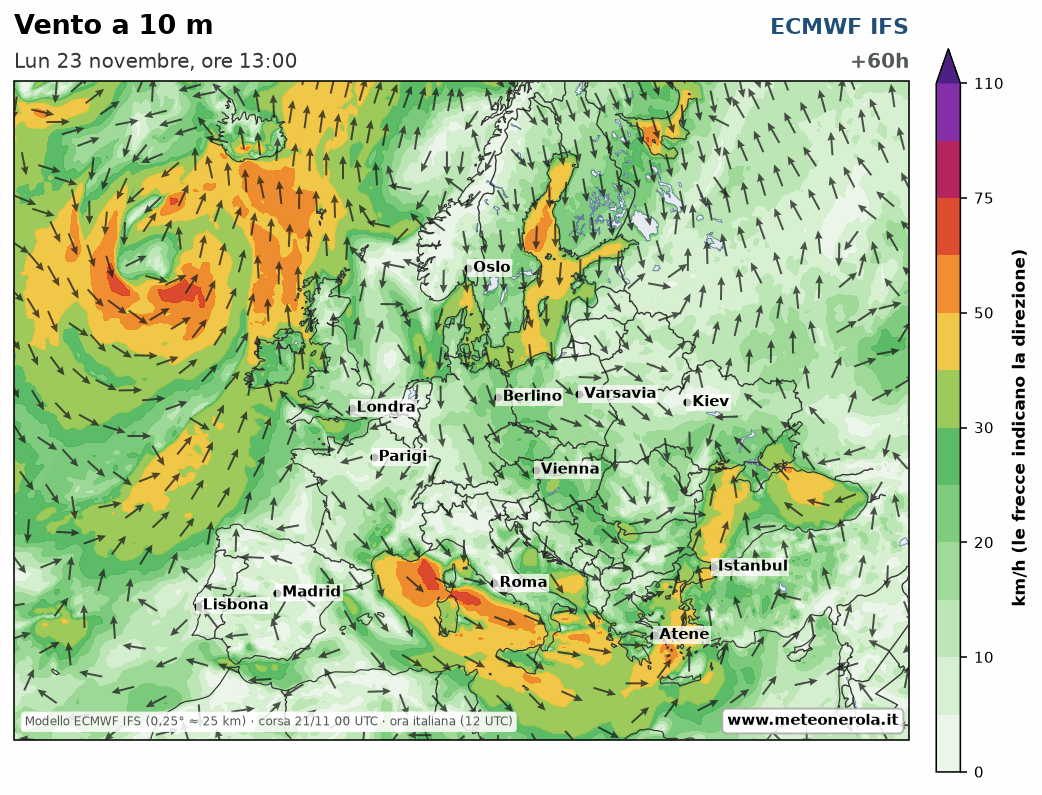 Vento a 10 m
ECMWF IFS
Lun 23 novembre, ore 13:00
+60h
Oslo
Berlino
Varsavia
Kiev
Londra
Parigi
Vienna
Istanbul
Roma
Madrid
Lisbona
Atene
Modello ECMWF IFS (0,25° ≈ 25 km) · corsa 21/11 00 UTC · ora italiana (12 UTC)
www.meteonerola.it
110
75
50
30
20
10
0
km/h (le frecce indicano la direzione)